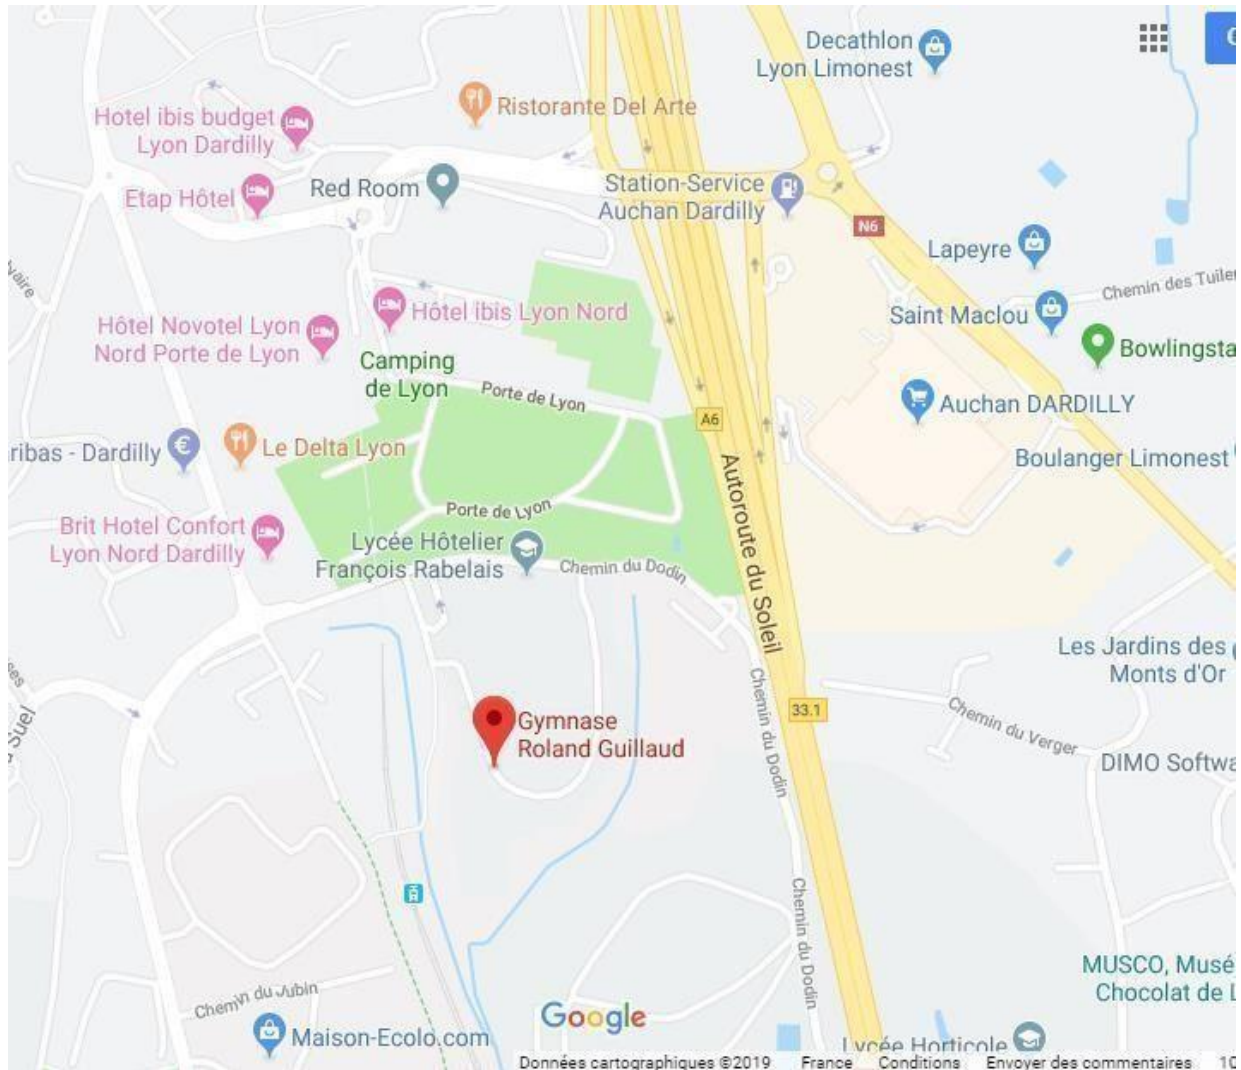 Decathlon
Lyon Limonest
Hotel ibis budget
Lyon Dardilly
Ristorante Del Arte
Etap Hôtel
Red Room
Station-Service
Auchan Dardilly
N6
Lapeyre
Chemin des Tuiler
Hôtel Novotel Lyon
Nord Porte de Lyon
Hôtel ibis Lyon Nord
Saint Maclou
Bowlingsta
Camping
de Lyon
Porte de Lyon
A6
Auchan DARDILLY
ribas - Dardilly
Le Delta Lyon
Boulanger Limonest
Autoroute du Soleil
Porte de Lyon
Brit Hotel Confort
Lyon Nord Dardilly
Lycée Hôtelier
François Rabelais
Chemin du Dodin
Les Jardins des
Monts d'Or
Suel
Gymnase
Roland Guillaud
Chemin du Dodin
33.1
Chemin du Verger
DIMO Softwa
Chemin du Dodin
MUSCO, Musé
Chocolat de L
Chemin du Jubin
Maison-Ecolo.com
Google
Lycée Horticole
Données cartographiques ©2019 France Conditions Envoyer des commentaires 10